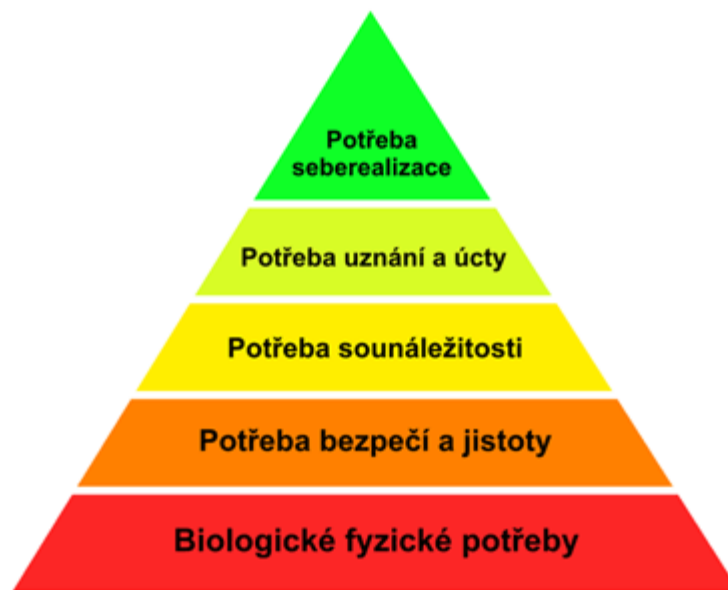 Potřeba
seberealizace
Potřeba uznání a úcty
Potřeba sounáležitosti
Potřeba bezpečí a jistoty
Biologické fyzické potřeby